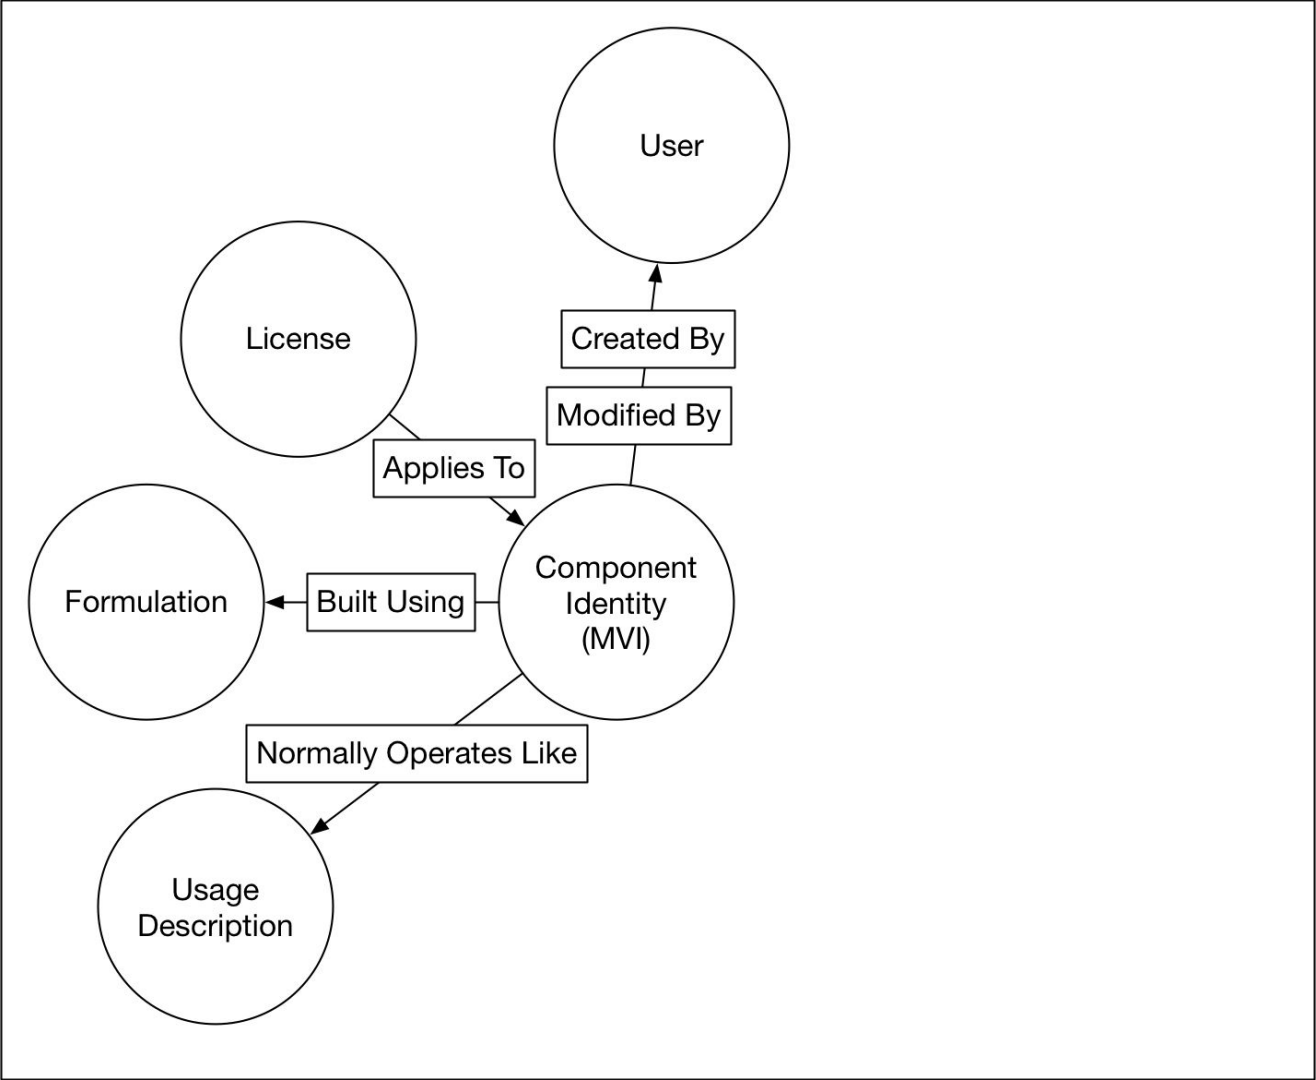 User
Created By
License
Modified By
Applies To
Component
Identity
(MVI)
Formulation
Built Using
Normally Operates Like
Usage
Description